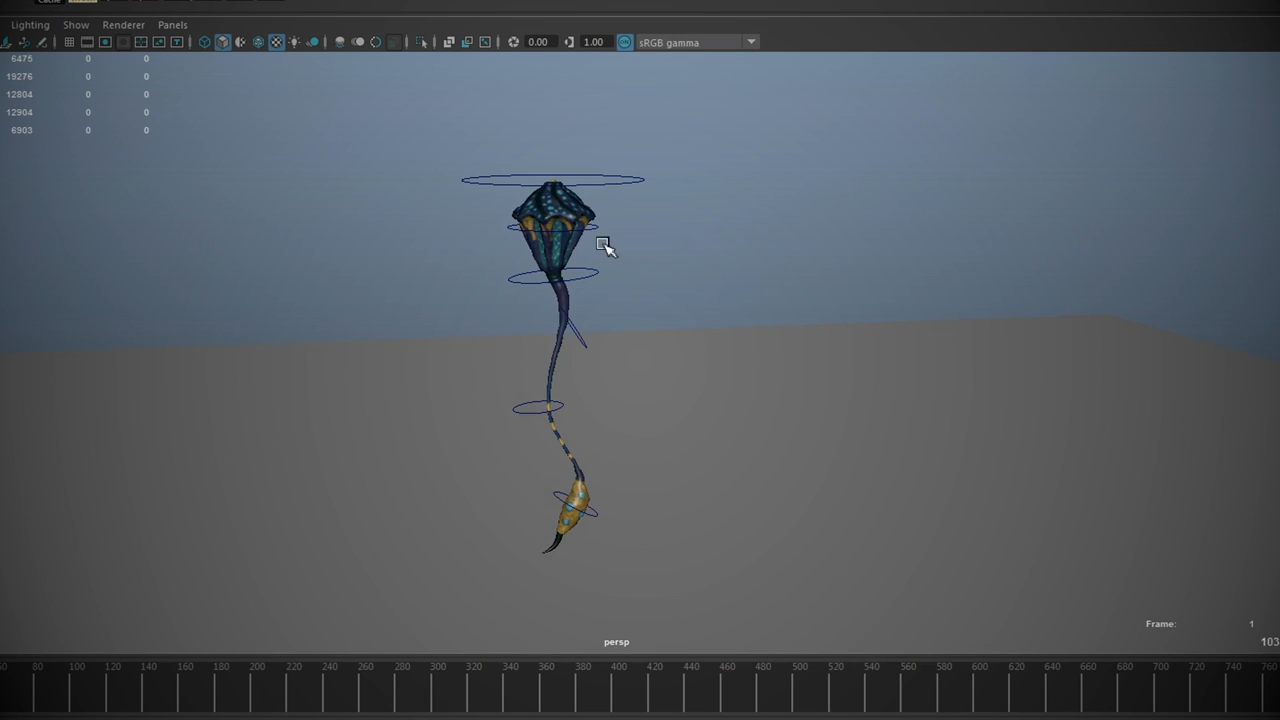 Cache
Lighting Show Renderer Panels
0.00 1.00 ON sRGB gamma
6475 0 0
19276 0 0
12804 0 0
12904 0 0
6903 0 0
Frame: 1
persp
103
80 100 120 140 160 180 200 220 240 260 280 300 320 340 360 380 400 420 440 460 480 500 520 540 560 580 600 620 640 660 680 700 720 740 760